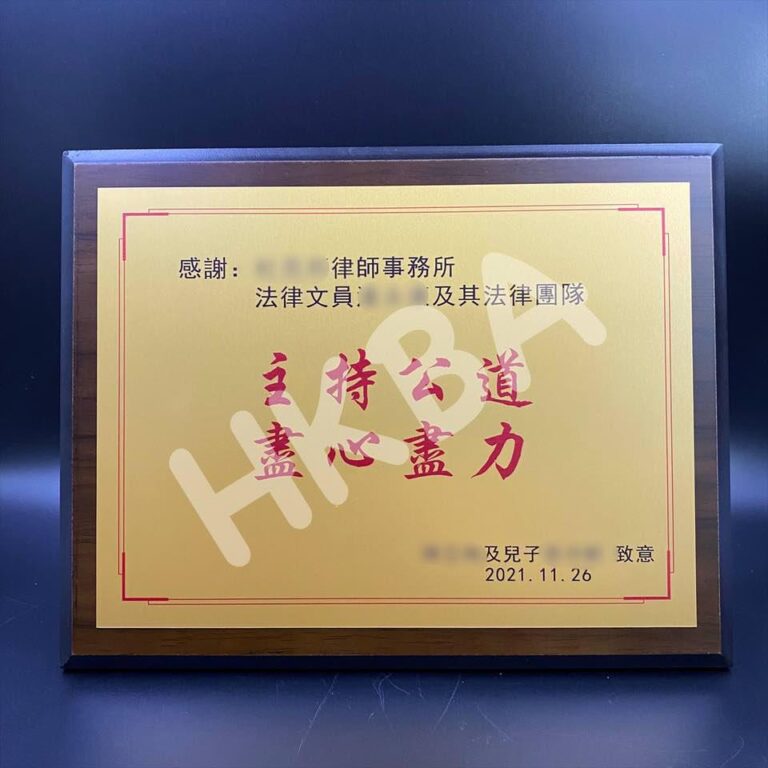 感謝：律師事務所
法律文員及其法律團隊
主持公道
盡心盡力
HKBA
及兒子 致意
2021.11.26